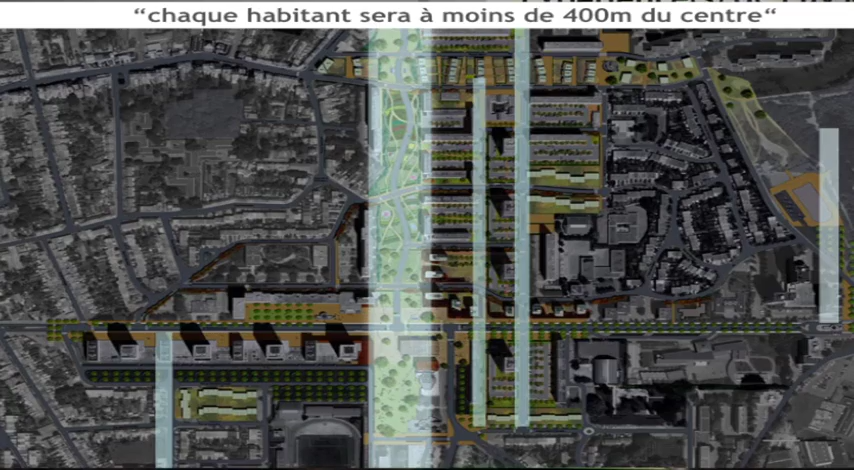 “chaque habitant sera à moins de 400m du centre“